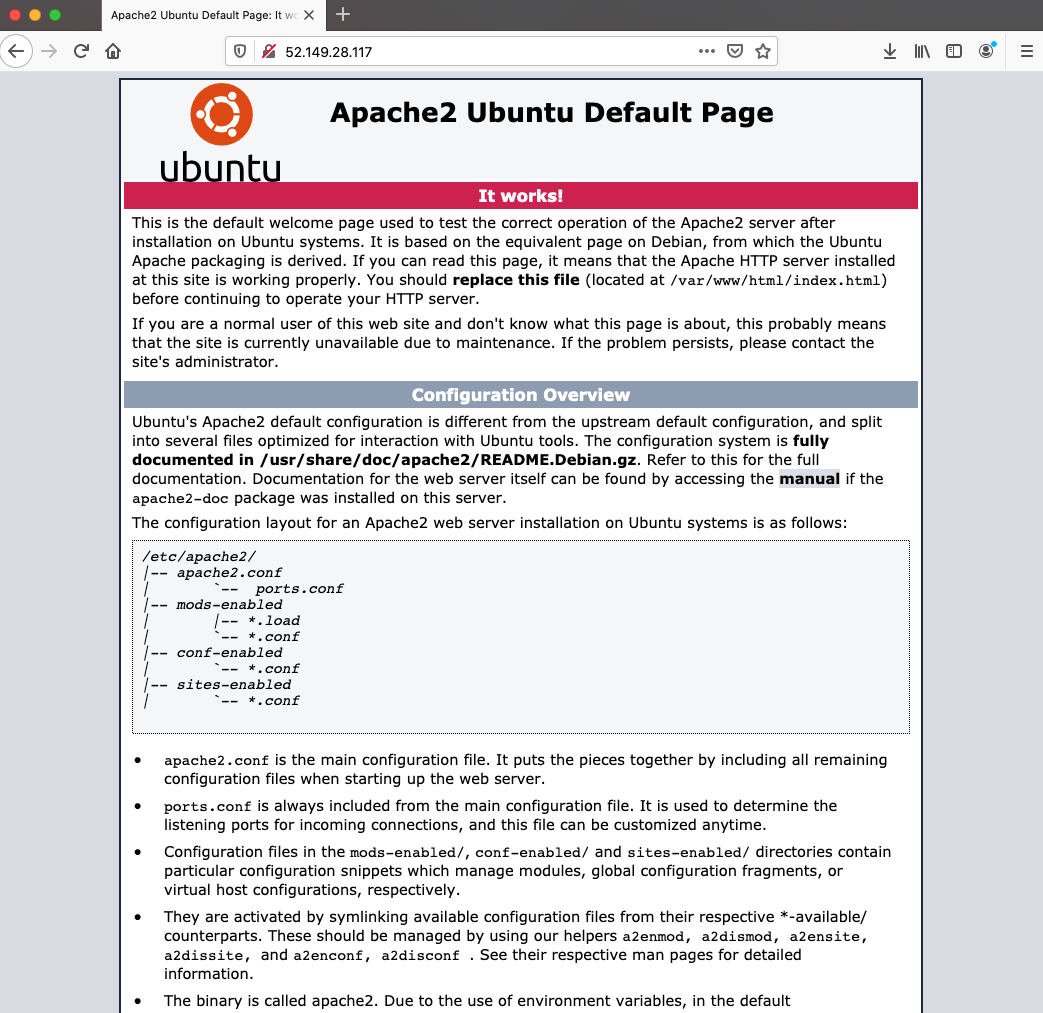 Apache2 Ubuntu Default Page: It wo
52.149.28.117
ubuntu
Apache2 Ubuntu Default Page
It works!
This is the default welcome page used to test the correct operation of the Apache2 server after
installation on Ubuntu systems. It is based on the equivalent page on Debian, from which the Ubuntu
Apache packaging is derived. If you can read this page, it means that the Apache HTTP server installed
at this site is working properly. You should replace this file (located at /var/www/html/index.html)
before continuing to operate your HTTP server.
If you are a normal user of this web site and don't know what this page is about, this probably means
that the site is currently unavailable due to maintenance. If the problem persists, please contact the
site's administrator.
Configuration Overview
Ubuntu's Apache2 default configuration is different from the upstream default configuration, and split
into several files optimized for interaction with Ubuntu tools. The configuration system is fully
documented in /usr/share/doc/apache2/README.Debian.gz. Refer to this for the full
documentation. Documentation for the web server itself can be found by accessing the manual if the
apache2-doc package was installed on this server.
The configuration layout for an Apache2 web server installation on Ubuntu systems is as follows:
/etc/apache2/
|-- apache2.conf
|       `--  ports.conf
|-- mods-enabled
|       |-- *.load
|       `-- *.conf
|-- conf-enabled
|       `-- *.conf
|-- sites-enabled
|       `-- *.conf
• apache2.conf is the main configuration file. It puts the pieces together by including all remaining
configuration files when starting up the web server.
• ports.conf is always included from the main configuration file. It is used to determine the
listening ports for incoming connections, and this file can be customized anytime.
• Configuration files in the mods-enabled/, conf-enabled/ and sites-enabled/ directories contain
particular configuration snippets which manage modules, global configuration fragments, or
virtual host configurations, respectively.
• They are activated by symlinking available configuration files from their respective *-available/
counterparts. These should be managed by using our helpers a2enmod, a2dismod, a2ensite,
a2dissite, and a2enconf, a2disconf . See their respective man pages for detailed
information.
• The binary is called apache2. Due to the use of environment variables, in the default